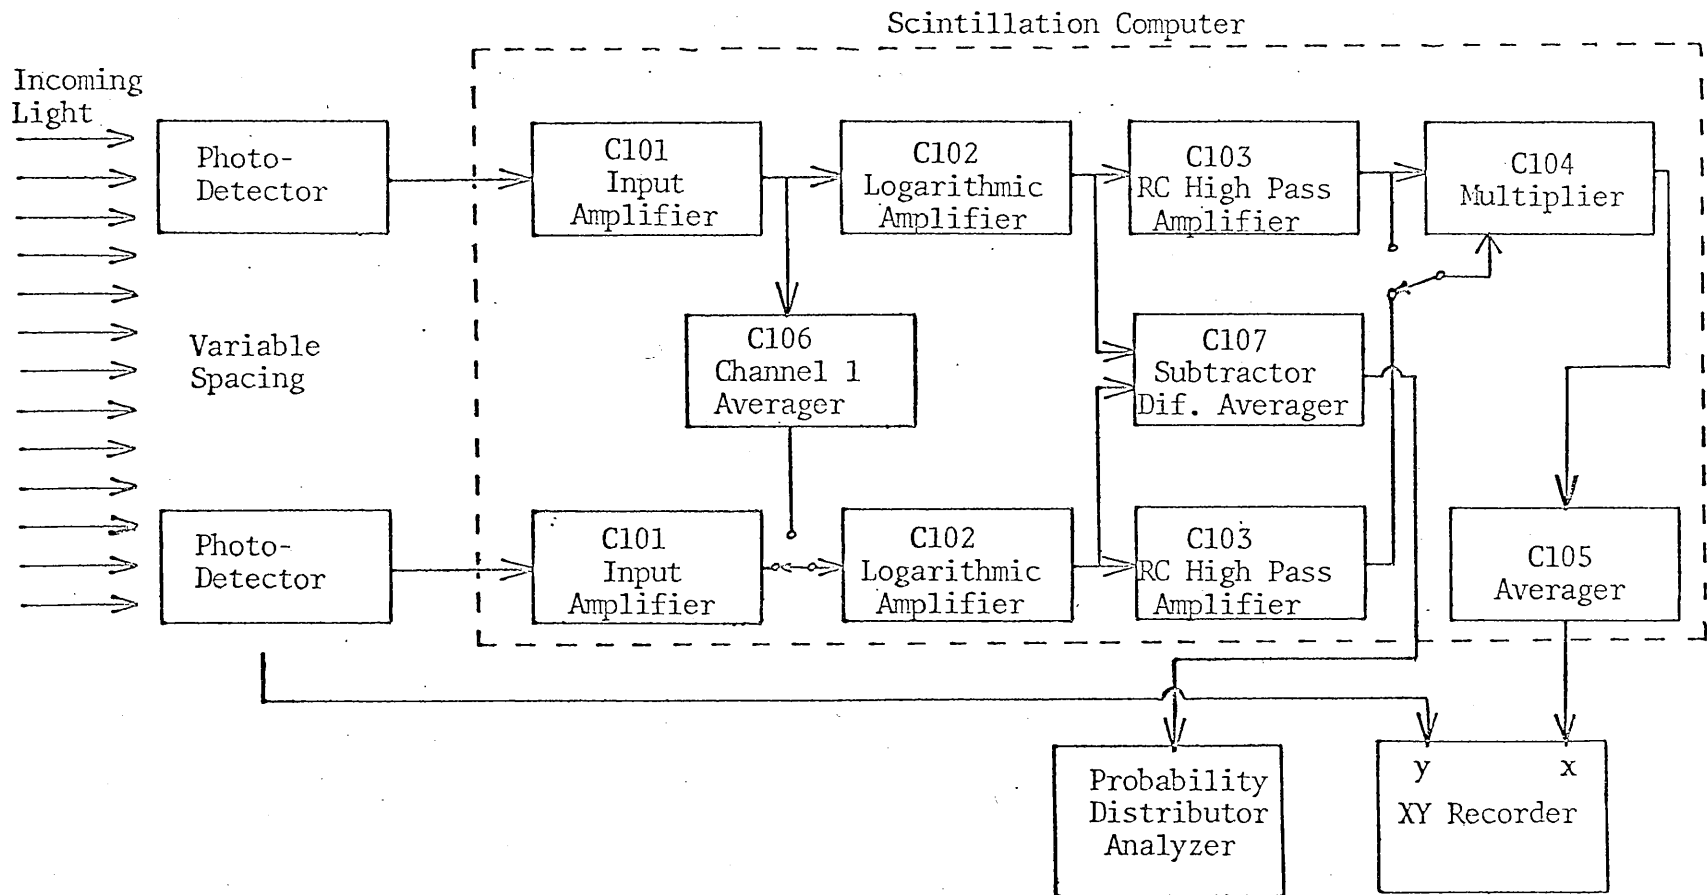 Scintillation Computer
Incoming
Light
Photo-
Detector
C101
Input
Amplifier
C102
Logarithmic
Amplifier
C103
RC High Pass
Amplifier
C104
Multiplier
Variable
Spacing
C106
Channel 1
Averager
C107
Subtractor
Dif. Averager
Photo-
Detector
C101
Input
Amplifier
C102
Logarithmic
Amplifier
C103
RC High Pass
Amplifier
C105
Averager
Probability
Distributor
Analyzer
y
x
XY Recorder